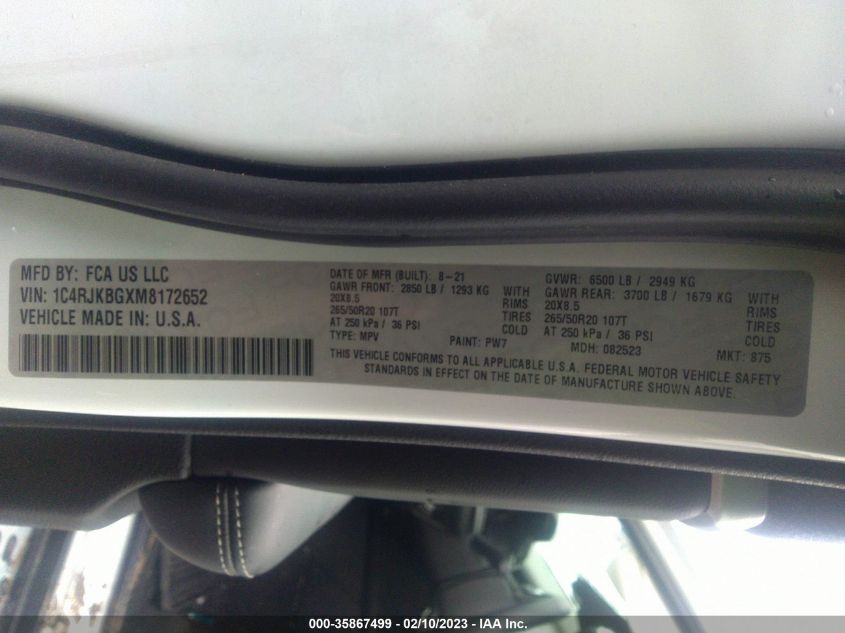 MFD BY: FCA US LLC
VIN: 1C4RJKBGXM8172652
VEHICLE MADE IN: U.S.A.
DATE OF MFR (BUILT): 8-21
GAWR FRONT: 2850 LB / 1293 KG WITH
20X8.5 RIMS
265/50R20 107T TIRES
AT 250 kPa / 36 PSI COLD
TYPE: MPV PAINT: PW7
GVWR: 6500 LB / 2949 KG
GAWR REAR: 3700 LB / 1679 KG WITH
20X8.5 RIMS
265/50R20 107T TIRES
AT 250 kPa / 36 PSI COLD
MDH: 082523 MKT: 875
THIS VEHICLE CONFORMS TO ALL APPLICABLE U.S.A. FEDERAL MOTOR VEHICLE SAFETY
STANDARDS IN EFFECT ON THE DATE OF MANUFACTURE SHOWN ABOVE.
000-35867499 — 02/10/2023 — IAA Inc.